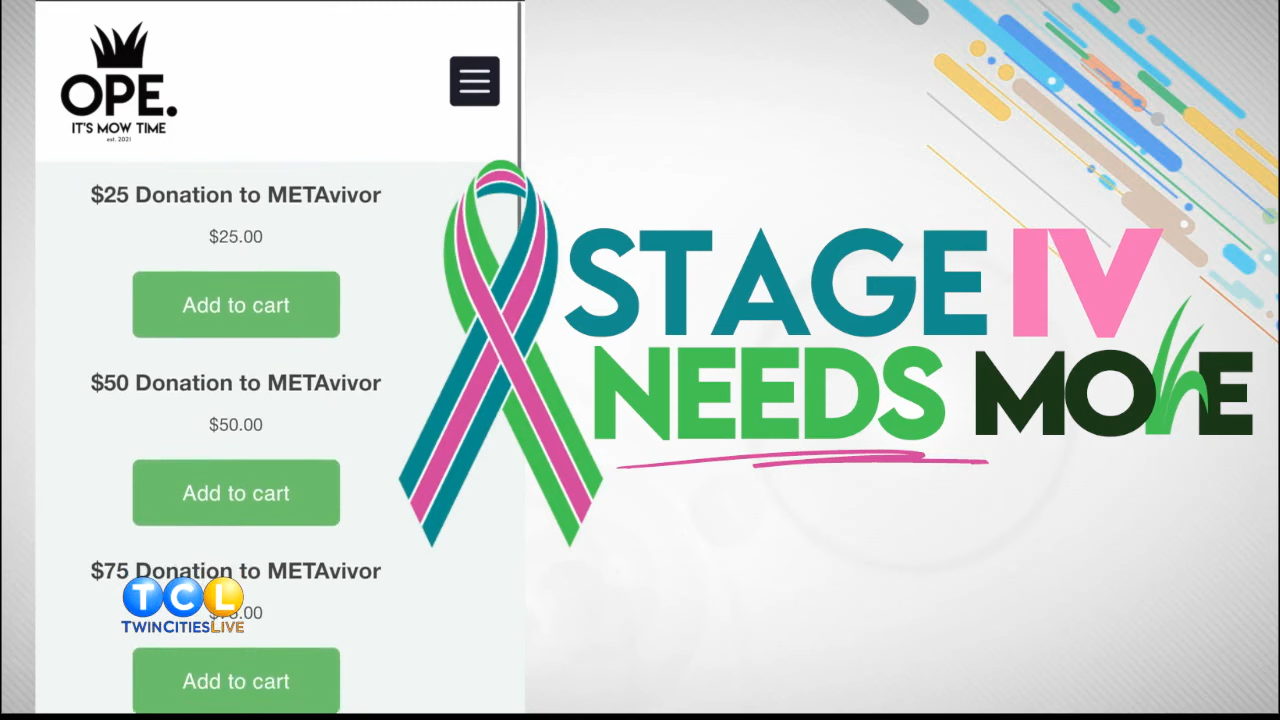 OPE.
IT'S MOW TIME
est. 2021
$25 Donation to METAvivor
$25.00
Add to cart
$50 Donation to METAvivor
$50.00
Add to cart
$75 Donation to METAvivor
TCL
TWINCITIESLIVE
Add to cart
STAGE IV
NEEDS MORE